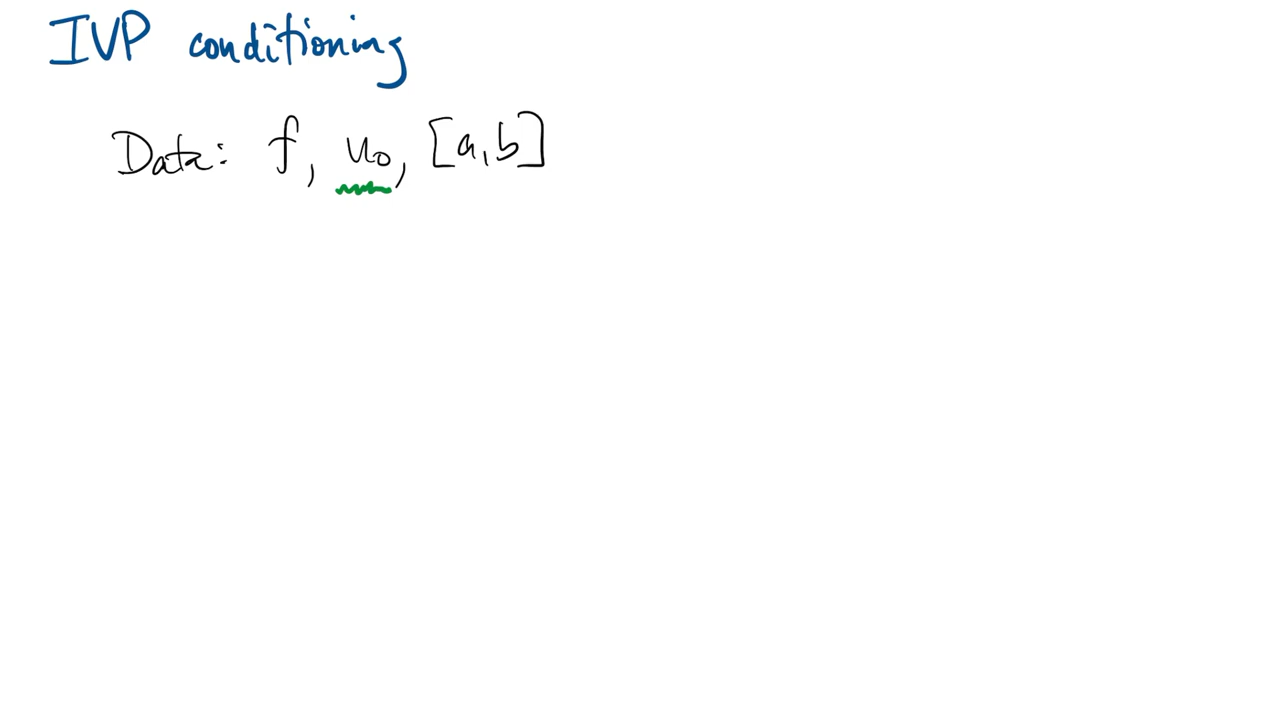 IVP conditioning
Data: f, u₀, [a,b]